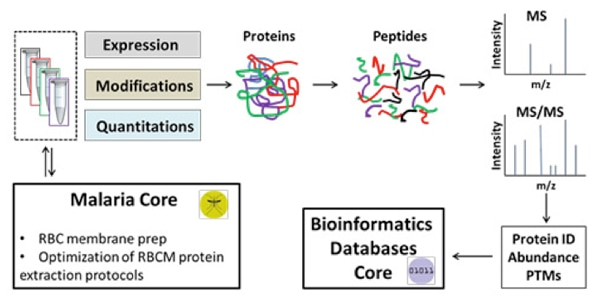 Expression
Modifications
Quantitations
Proteins
Peptides
MS
Intensity
m/z
MS/MS
Intensity
m/z
Malaria Core
• RBC membrane prep
• Optimization of RBCM protein
extraction protocols
Bioinformatics
Databases
Core
01011
Protein ID
Abundance
PTMs